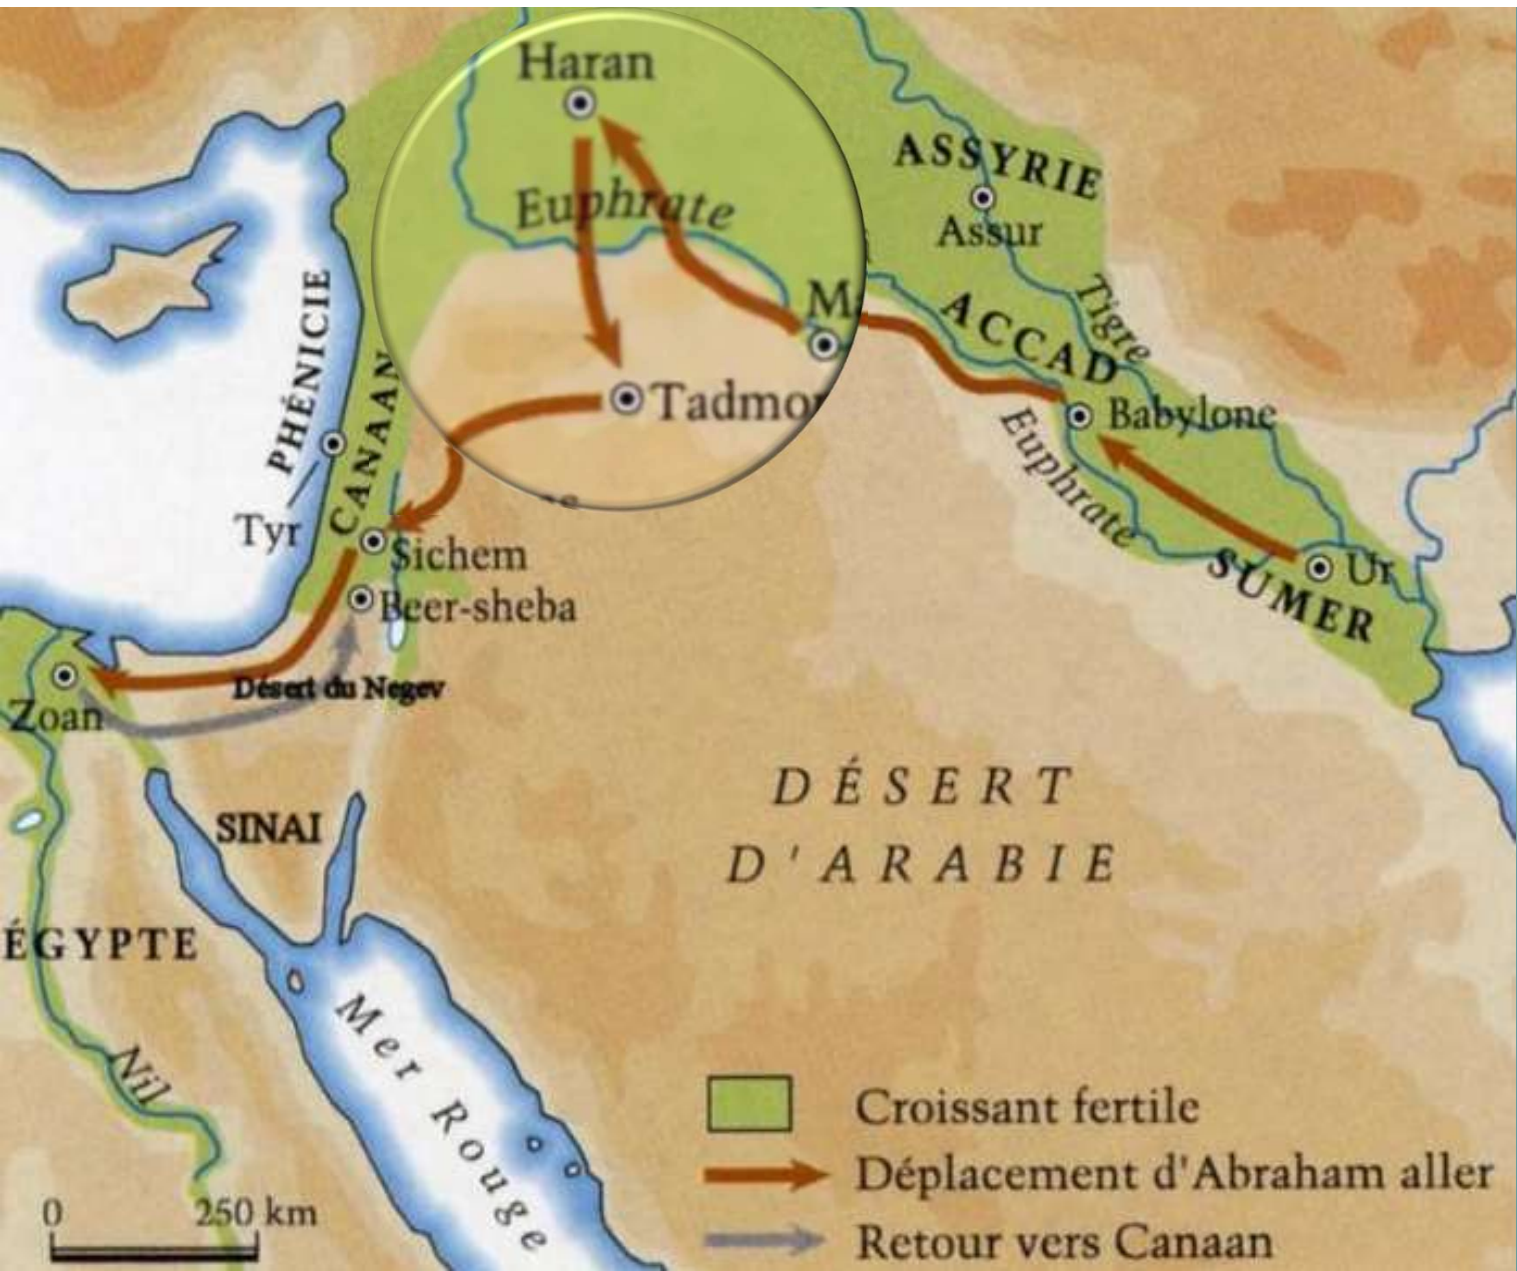 Haran
ASSYRIE
Euphrate
Assur
Tigre
ACCAD
PHÉNICIE
CANAAN
Tadmor
Babylone
Euphrate
Tyr
Sichem
Ur
SUMER
Beer-sheba
Désert du Negev
Zoan
DÉSERT
D'ARABIE
SINAI
ÉGYPTE
Mer Rouge
Nil
Croissant fertile
Déplacement d'Abraham aller
0 250 km
Retour vers Canaan